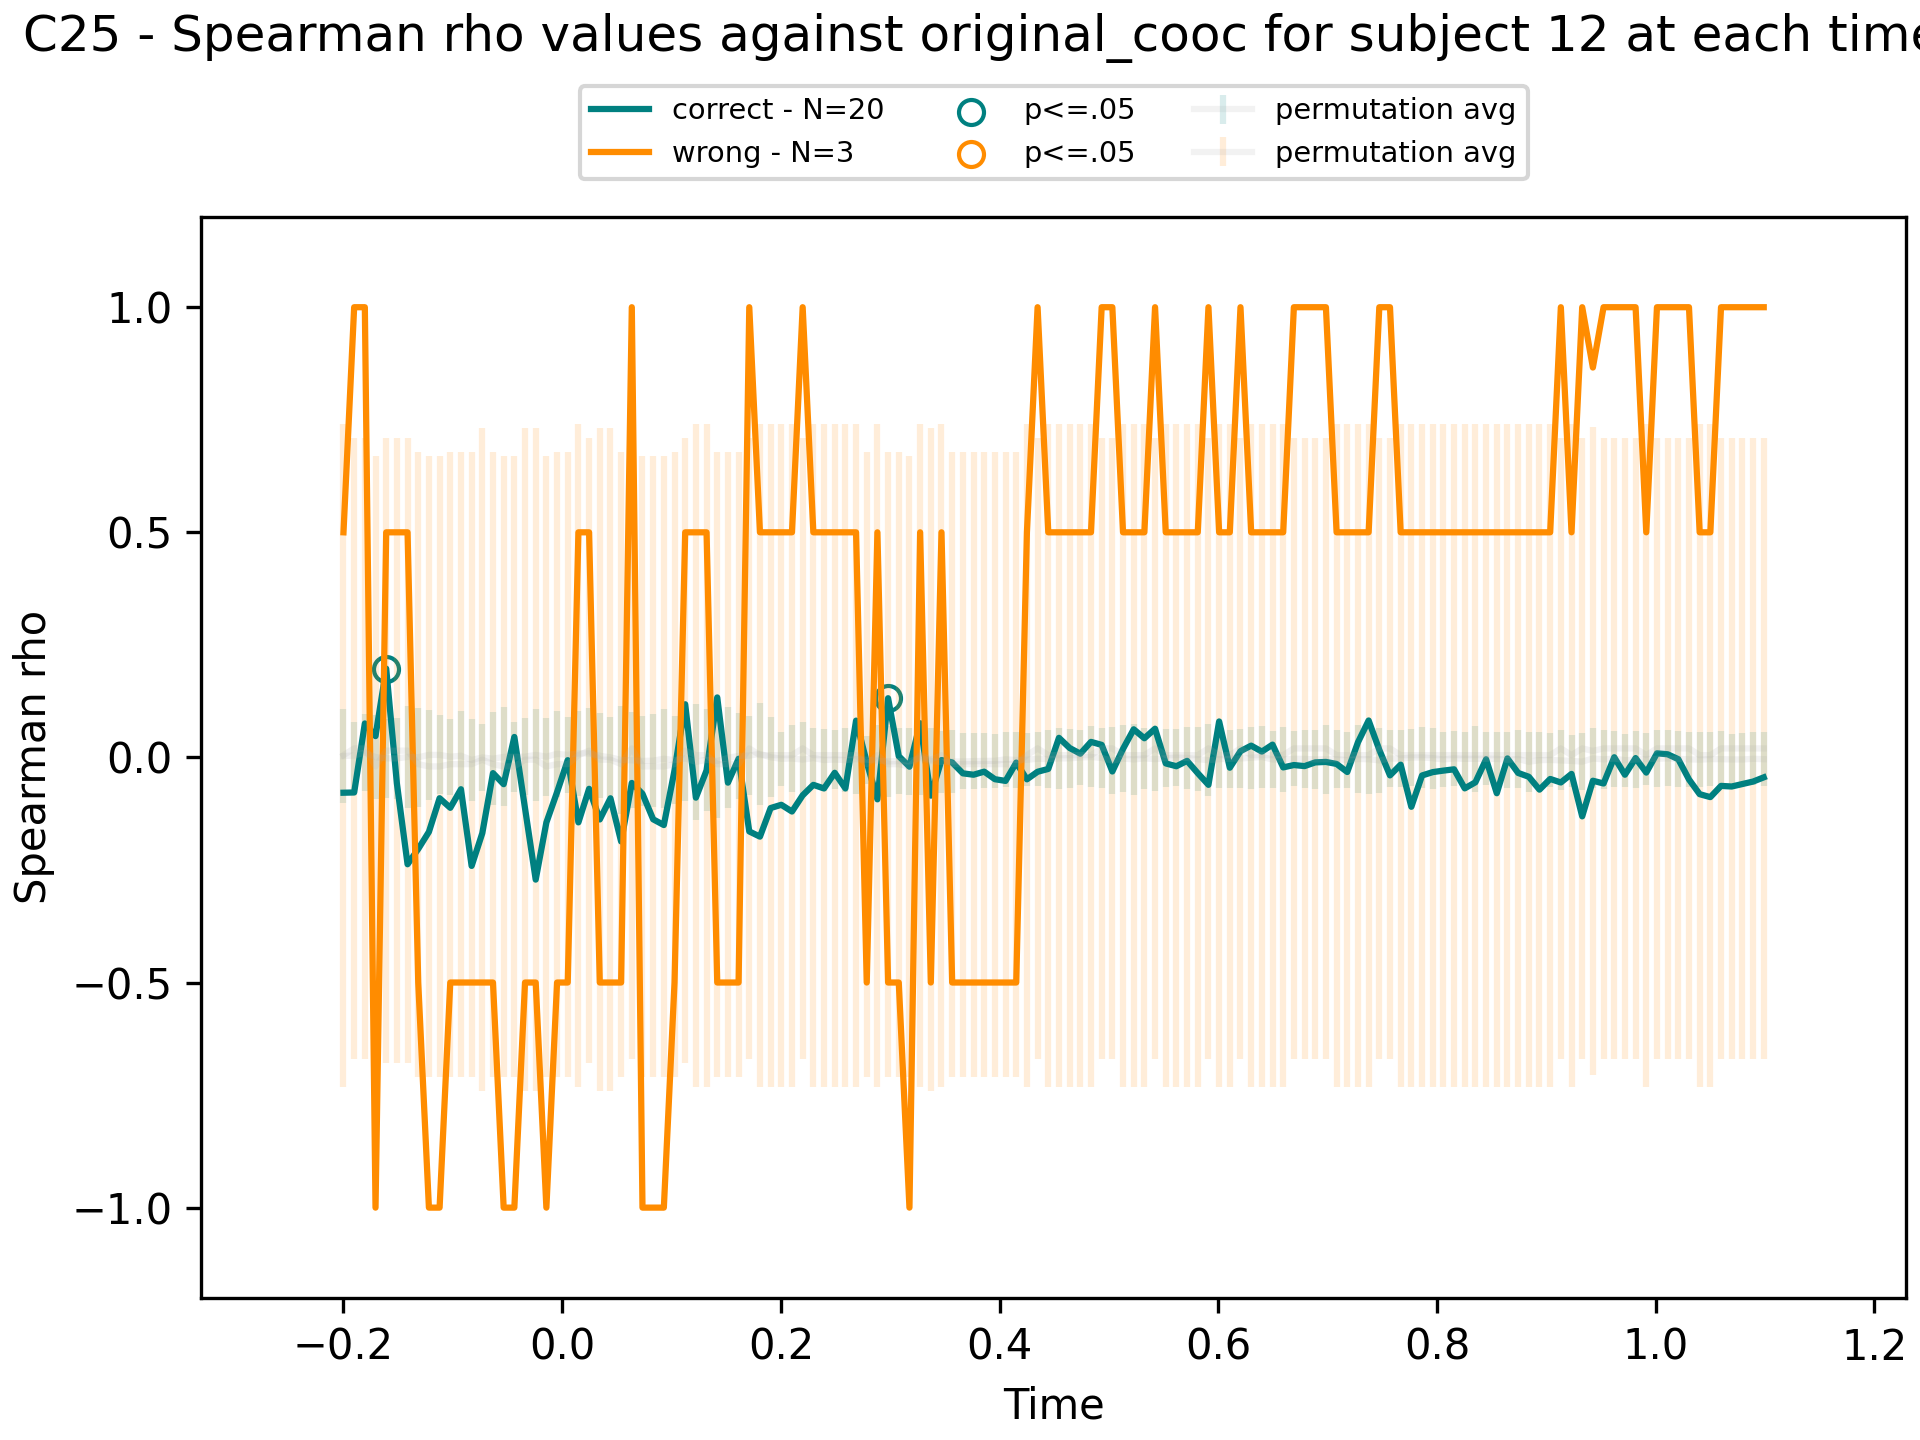 C25 - Spearman rho values against original_cooc for subject 12 at each time
correct - N=20
wrong - N=3
p<=.05
p<=.05
permutation avg
permutation avg
Spearman rho
1.0
0.5
0.0
−0.5
−1.0
−0.2 0.0 0.2 0.4 0.6 0.8 1.0 1.2
Time